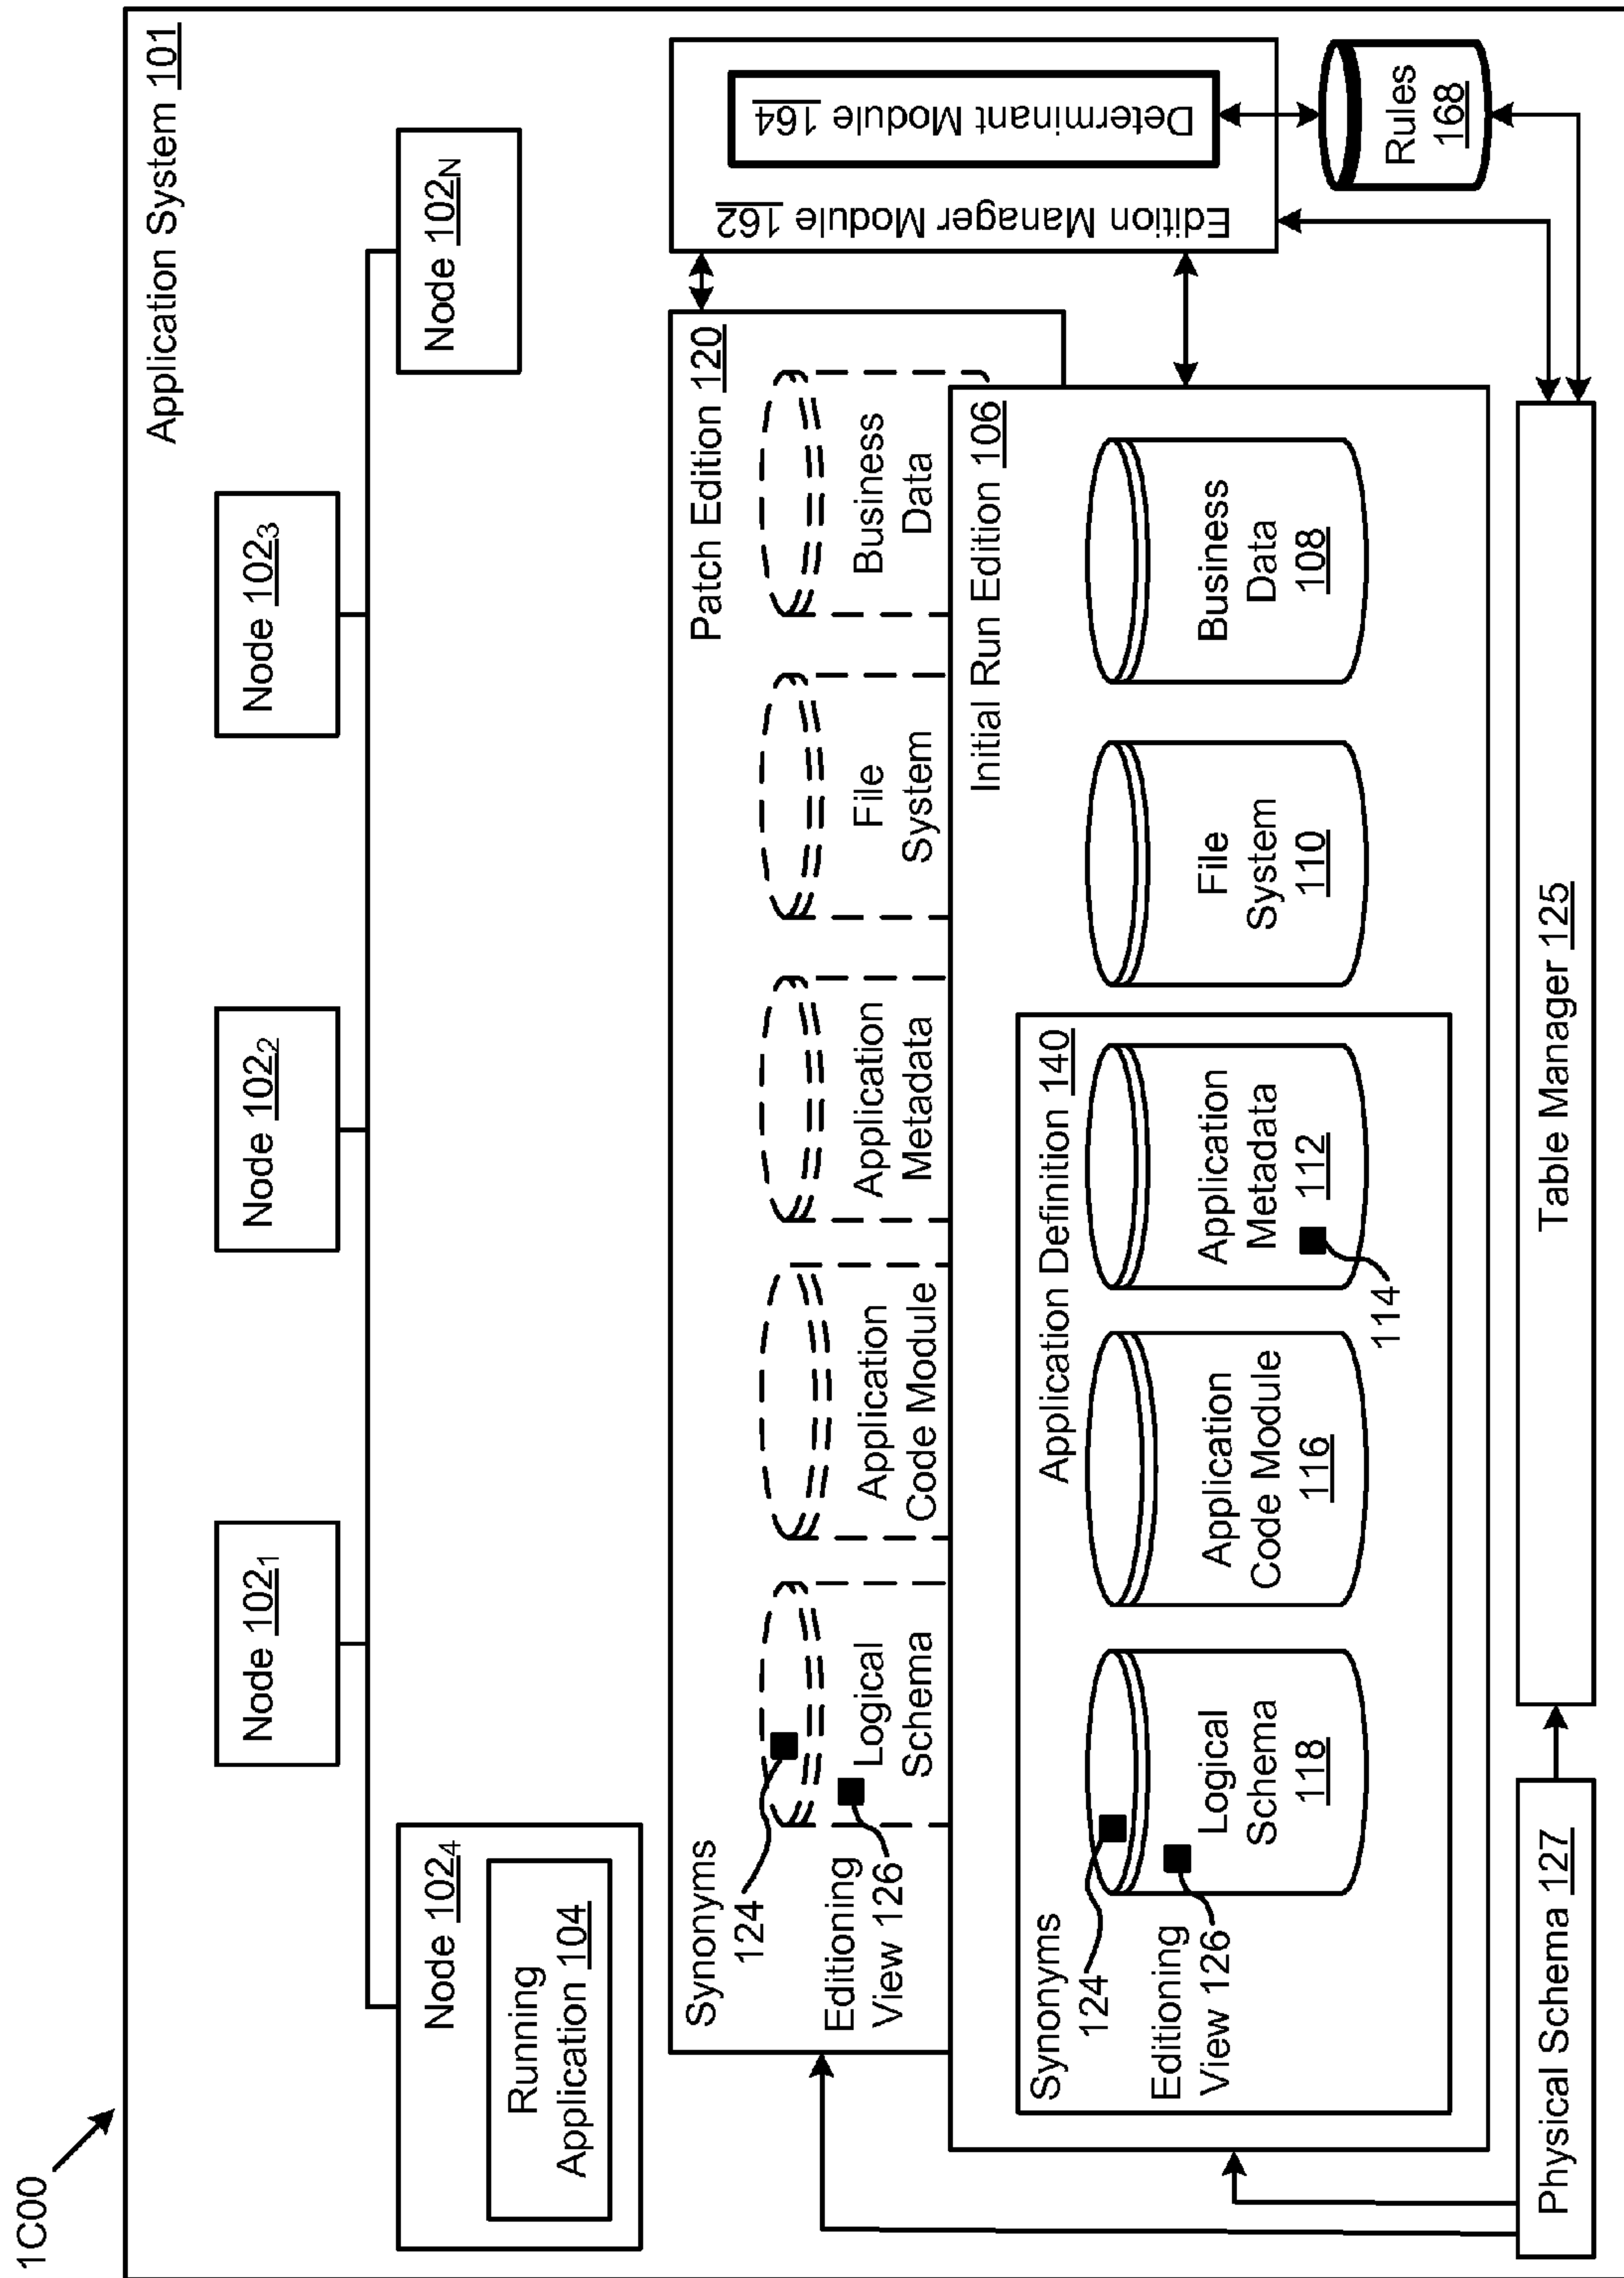 1C00
Application System 101
Node 102₁
Node 102₂
Node 102₃
Node 102₄
Running
Application 104
Node 102N
Patch Edition 120
Synonyms
124
Editioning
View 126
Logical
Schema
Application
Code Module
Application
Metadata
File
System
Business
Data
Edition Manager Module 162
Determinant Module 164
Initial Run Edition 106
Application Definition 140
Synonyms
124
Editioning
View 126
Logical
Schema
118
Application
Code Module
116
Application
Metadata
112
114
File
System
110
Business
Data
108
Rules
168
Physical Schema 127
Table Manager 125